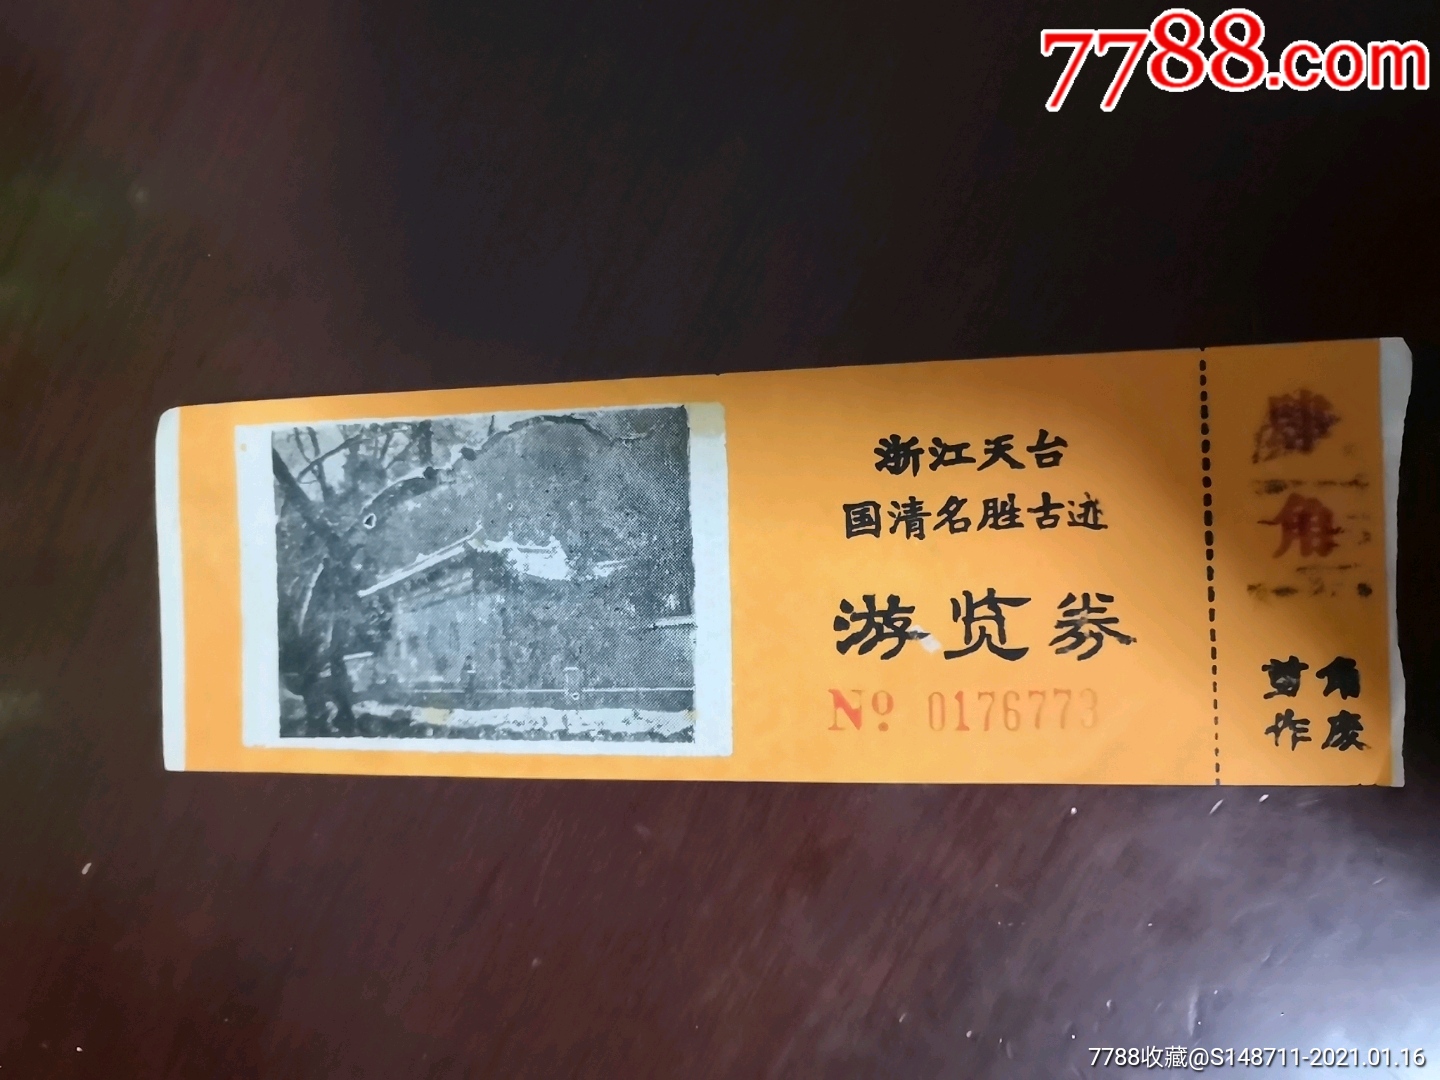 7788.com
浙江天台
国清名胜古迹
游览券
№ 0176773
角
剪角
作废
7788收藏@S148711-2021.01.16